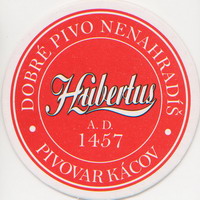 DOBRÉ PIVO NENAHRADÍŠ
Hubertus
A.D.
1457
PIVOVAR KÁCOV